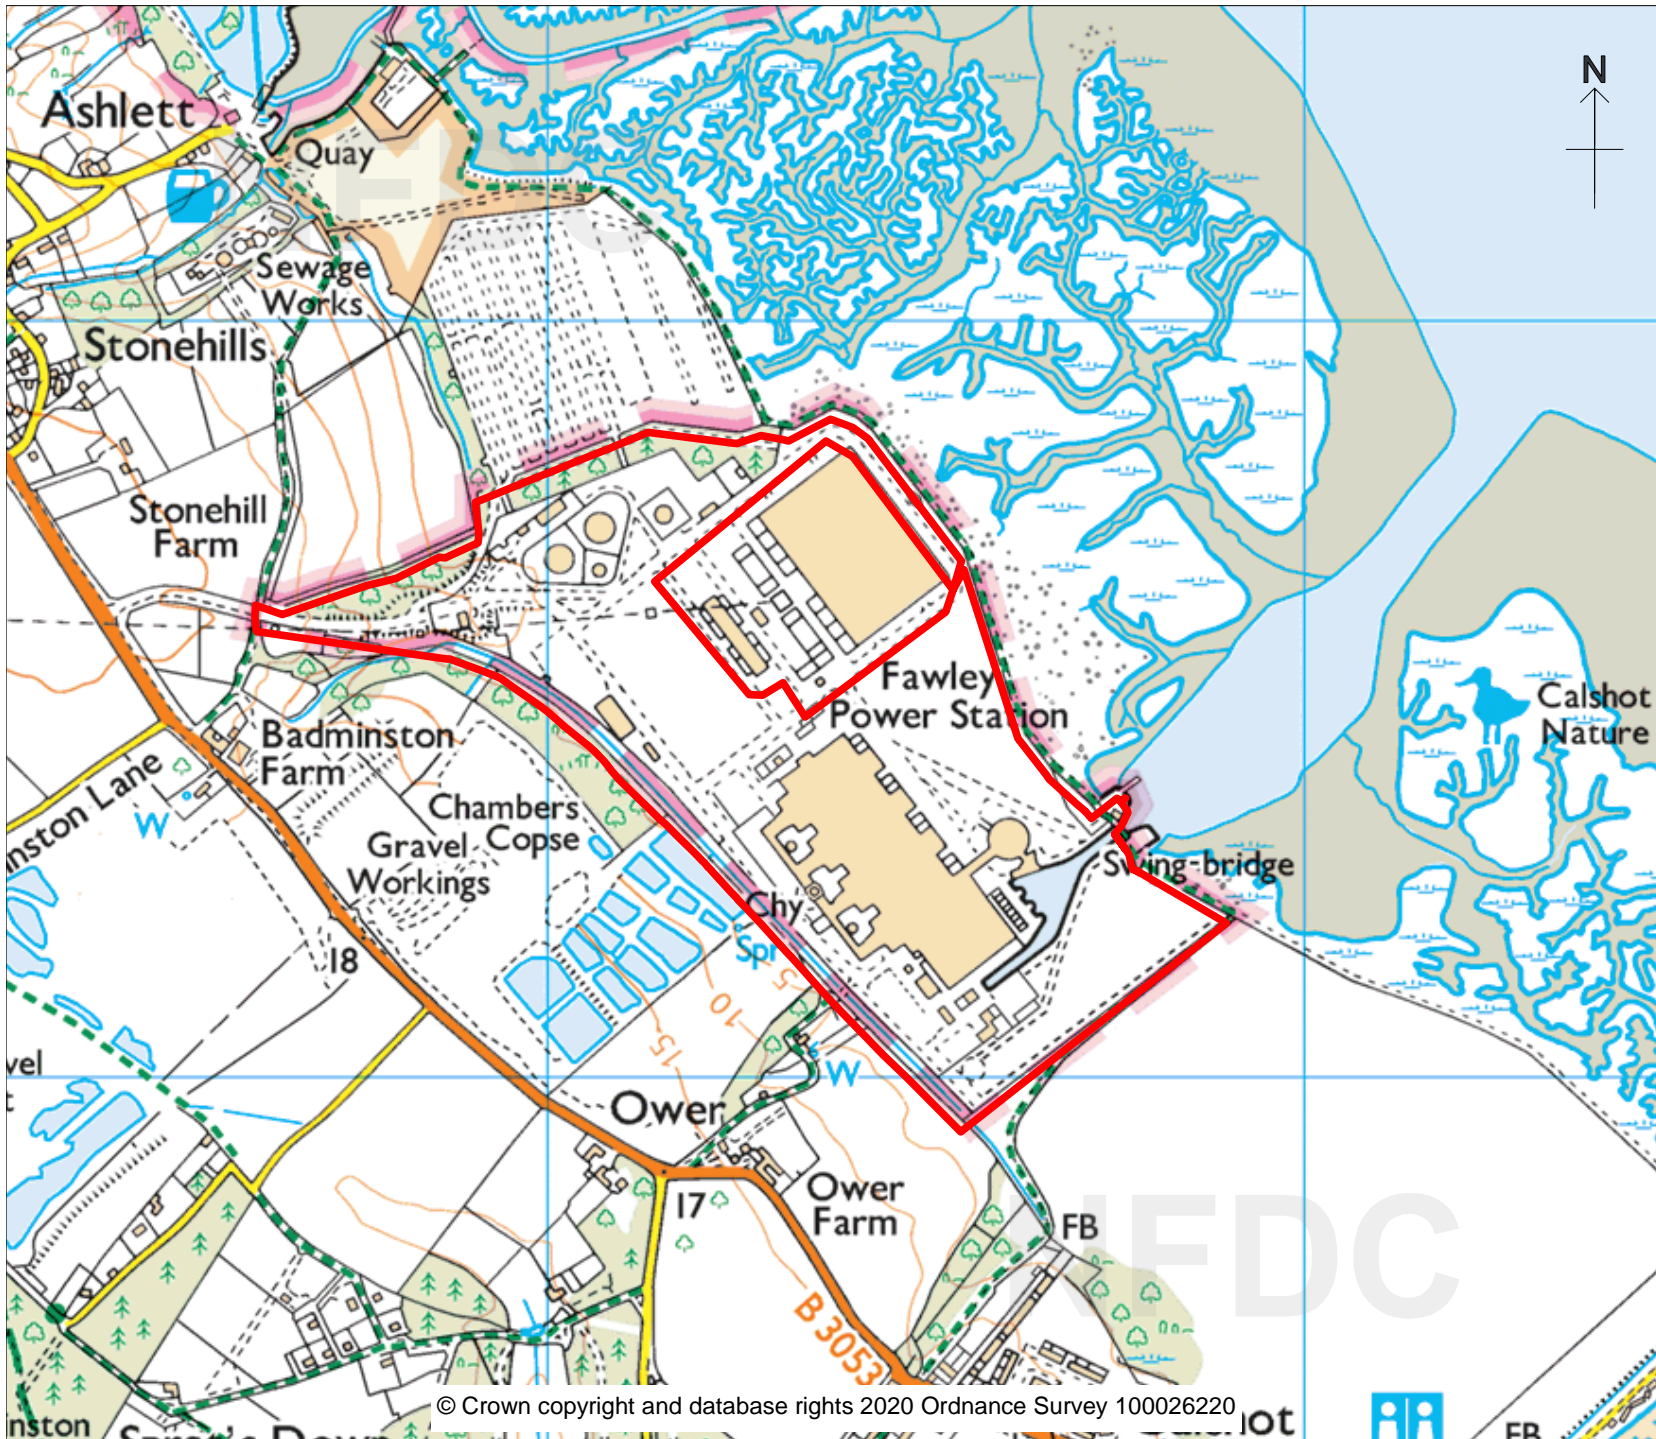 N
Ashlett
Quay
Sewage
Works
Stonehills
Stonehill
Farm
Fawley
Power Station
Calshot
Nature
Badminston
Farm
Chambers
Copse
Gravel
Workings
W
Swing-bridge
Chy
Spr
18
5
10
15
W
Ower
17
Ower
Farm
FB
NFDC
B 3053
© Crown copyright and database rights 2020 Ordnance Survey 100026220
FB